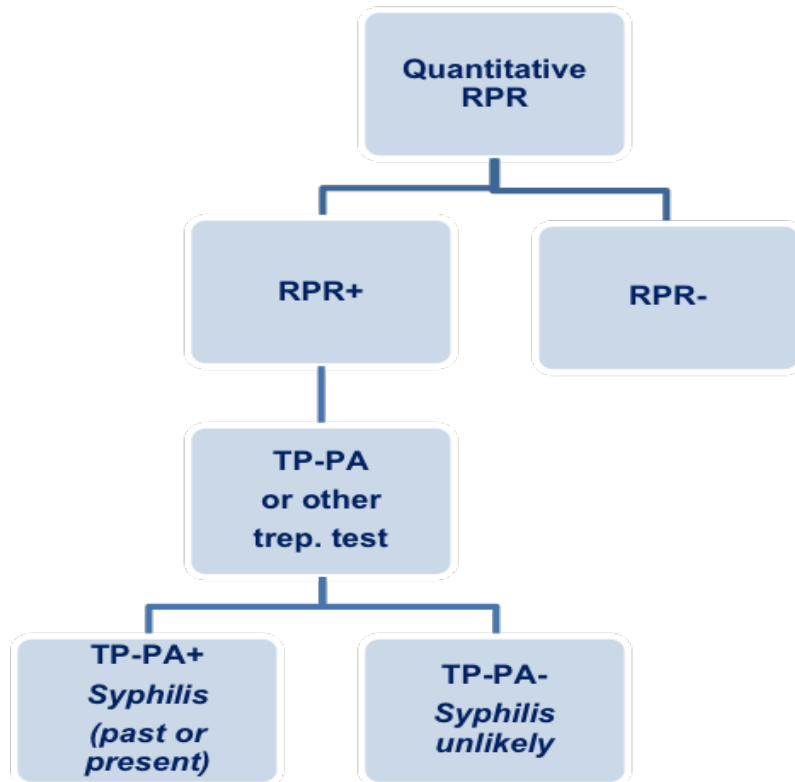 Quantitative
RPR
RPR+
RPR-
TP-PA
or other
trep. test
TP-PA+
Syphilis
(past or
present)
TP-PA-
Syphilis
unlikely